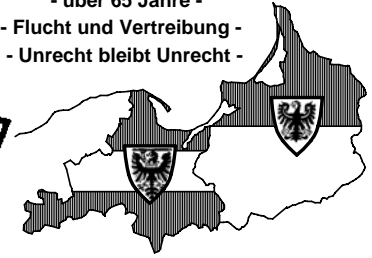 - über 65 Jahre -
- Flucht und Vertreibung -
- Unrecht bleibt Unrecht -